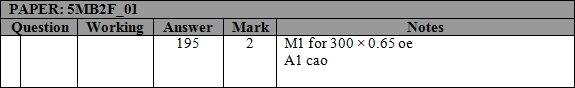 PAPER: 5MB2F_01
Question Working Answer Mark Notes
195 2 M1 for 300 × 0.65 oe
A1 cao